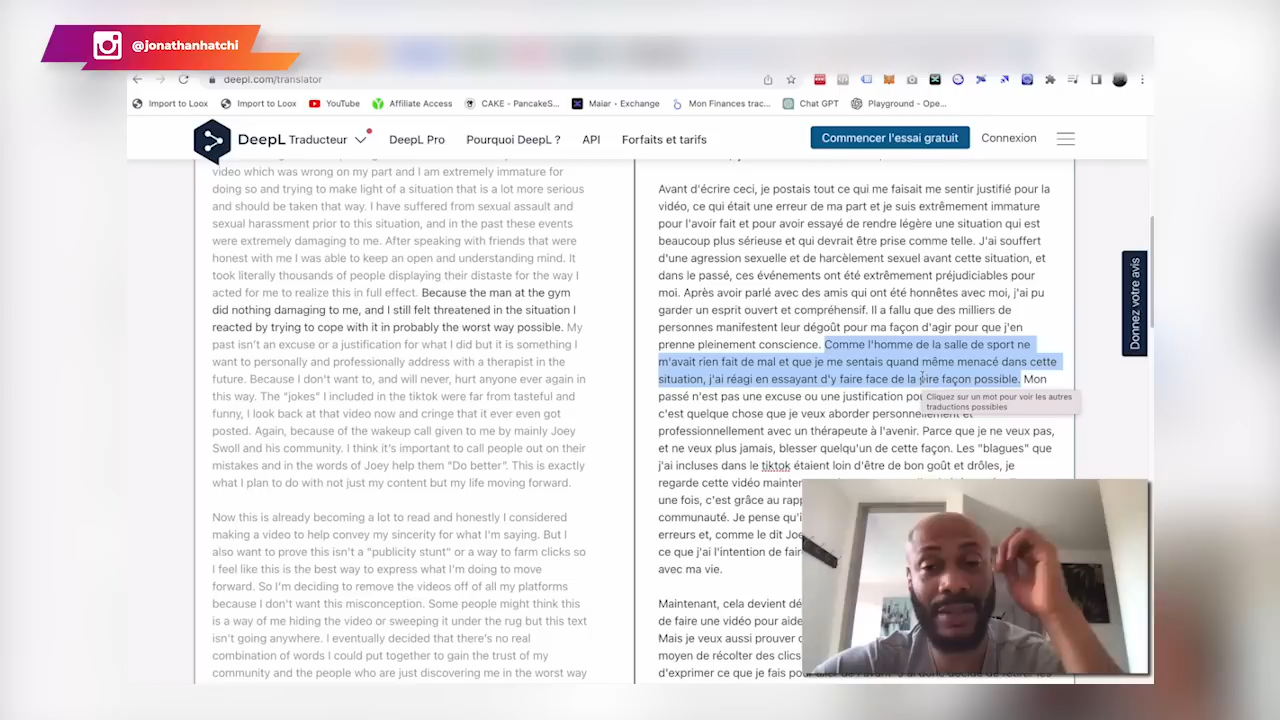 @jonathanhatchi
deepl.com/translator
Import to Loox
Import to Loox
YouTube
Affiliate Access
CAKE - PancakeS...
Maiar - Exchange
Mon Finances trac...
Chat GPT
Playground - Ope...
DeepL Traducteur
DeepL Pro
Pourquoi DeepL ?
API
Forfaits et tarifs
Commencer l'essai gratuit
Connexion
video which was wrong on my part and I am extremely immature for
doing so and trying to make light of a situation that is a lot more serious
and should be taken that way. I have suffered from sexual assault and
sexual harassment prior to this situation, and in the past these events
were extremely damaging to me. After speaking with friends that were
honest with me I was able to keep an open and understanding mind. It
took literally thousands of people displaying their distaste for the way I
acted for me to realize this in full effect. Because the man at the gym
did nothing damaging to me, and I still felt threatened in the situation I
reacted by trying to cope with it in probably the worst way possible. My
past isn't an excuse or a justification for what I did but it is something I
want to personally and professionally address with a therapist in the
future. Because I don't want to, and will never, hurt anyone ever again in
this way. The "jokes" I included in the tiktok were far from tasteful and
funny, I look back at that video now and cringe that it ever even got
posted. Again, because of the wakeup call given to me by mainly Joey
Swoll and his community. I think it's important to call people out on their
mistakes and in the words of Joey help them "Do better". This is exactly
what I plan to do with not just my content but my life moving forward.
Now this is already becoming a lot to read and honestly I considered
making a video to help convey my sincerity for what I'm saying. But I
also want to prove this isn't a "publicity stunt" or a way to farm clicks so
I feel like this is the best way to express what I'm doing to move
forward. So I'm deciding to remove the videos off of all my platforms
because I don't want this misconception. Some people might think this
is a way of me hiding the video or sweeping it under the rug but this text
isn't going anywhere. I eventually decided that there's no real
combination of words I could put together to gain the trust of my
community and the people who are just discovering me in the worst way
Avant d'écrire ceci, je postais tout ce qui me faisait me sentir justifié pour la
vidéo, ce qui était une erreur de ma part et je suis extrêmement immature
pour l'avoir fait et pour avoir essayé de rendre légère une situation qui est
beaucoup plus sérieuse et qui devrait être prise comme telle. J'ai souffert
d'une agression sexuelle et de harcèlement sexuel avant cette situation, et
dans le passé, ces événements ont été extrêmement préjudiciables pour
moi. Après avoir parlé avec des amis qui ont été honnêtes avec moi, j'ai pu
garder un esprit ouvert et compréhensif. Il a fallu que des milliers de
personnes manifestent leur dégoût pour ma façon d'agir pour que j'en
prenne pleinement conscience. Comme l'homme de la salle de sport ne
m'avait rien fait de mal et que je me sentais quand même menacé dans cette
situation, j'ai réagi en essayant d'y faire face de la pire façon possible. Mon
passé n'est pas une excuse ou une justification
c'est quelque chose que je veux aborder personnellement et
professionnellement avec un thérapeute à l'avenir. Parce que je ne veux pas,
et ne veux plus jamais, blesser quelqu'un de cette façon. Les "blagues" que
j'ai incluses dans le tiktok étaient loin d'être de bon goût et drôles, je
regarde cette vidéo
une fois, c'est grâce au
communauté. Je pense
erreurs et, comme le dit
ce que j'ai l'intention de
avec ma vie.
Maintenant, cela devient
de faire une vidéo pour
Mais je veux aussi prouver
moyen de récolter des clics
d'exprimer ce que je fais pour
Cliquez sur un mot pour voir les autres
traductions possibles
Donnez votre avis